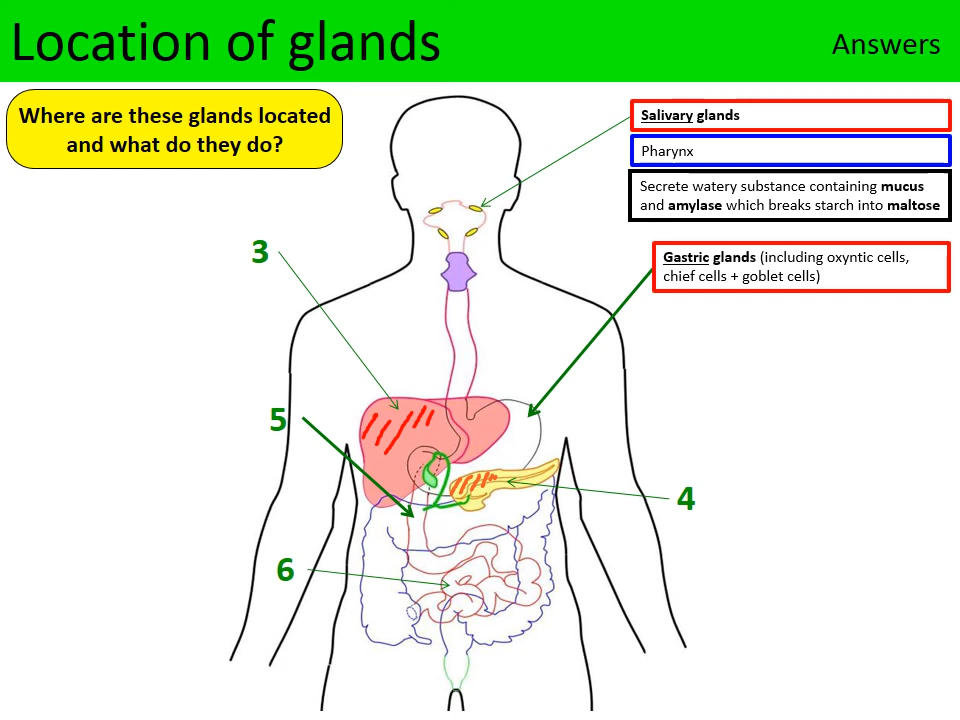 Location of glands
Answers
Where are these glands located
and what do they do?
Salivary glands
Pharynx
Secrete watery substance containing mucus
and amylase which breaks starch into maltose
Gastric glands (including oxyntic cells,
chief cells + goblet cells)
3
5
4
6